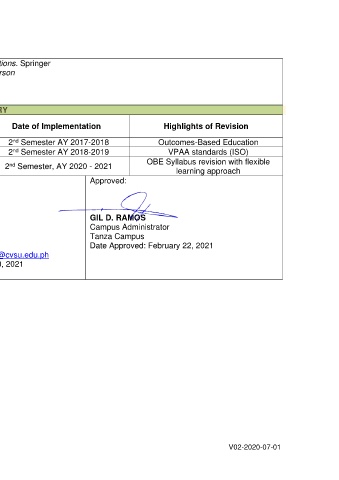 tions. Springer
erson
RY
Date of Implementation Highlights of Revision
2nd Semester AY 2017-2018 Outcomes-Based Education
2nd Semester AY 2018-2019 VPAA standards (ISO)
2nd Semester, AY 2020 - 2021 OBE Syllabus revision with flexible
learning approach
Approved:
GIL D. RAMOS
Campus Administrator
Tanza Campus
Date Approved: February 22, 2021
@cvsu.edu.ph
, 2021
V02-2020-07-01